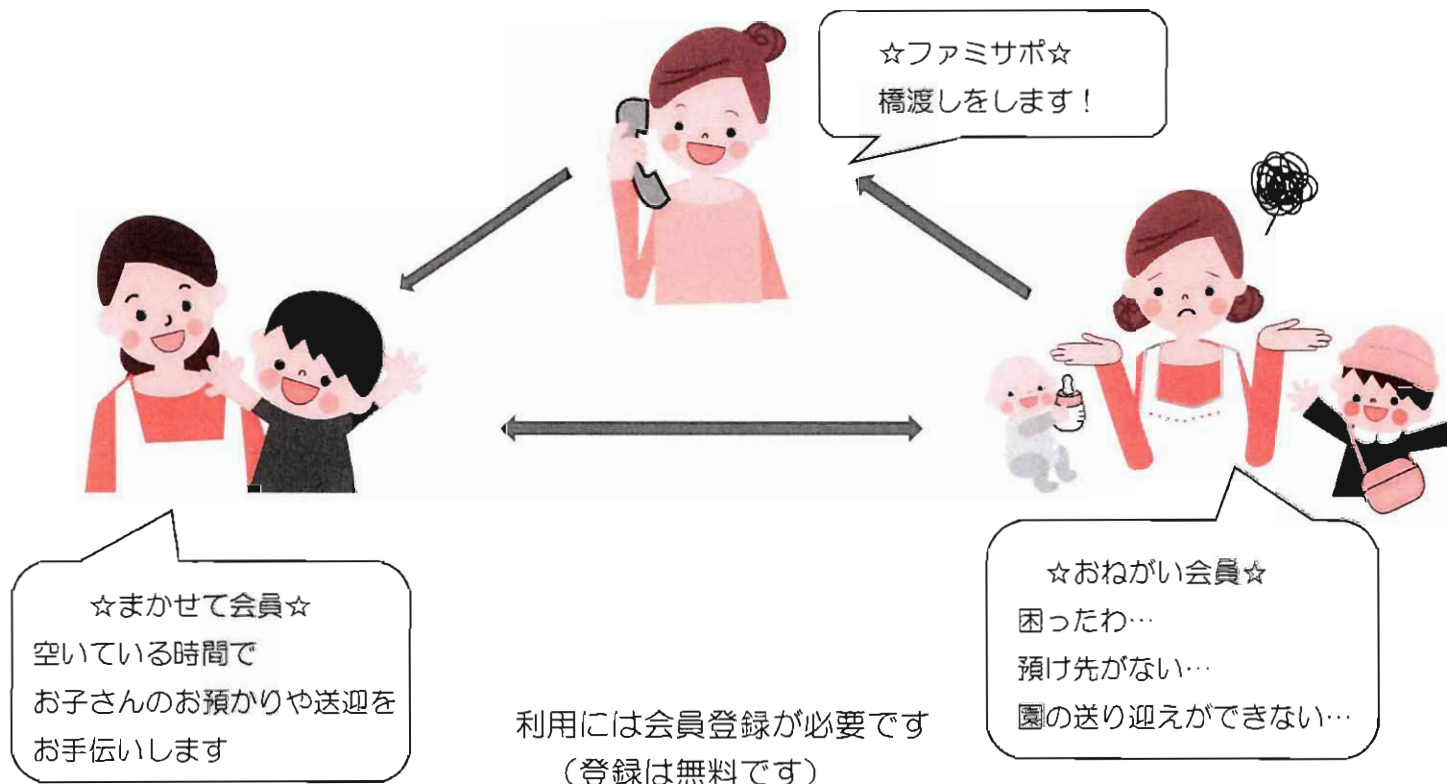 ☆ファミサポ☆
橋渡しをします！
☆まかせて会員☆
空いている時間で
お子さんのお預かりや送迎を
お手伝いします
☆おねがい会員☆
困ったわ…
預け先がない…
園の送り迎えができない…
利用には会員登録が必要です
（登録は無料です）